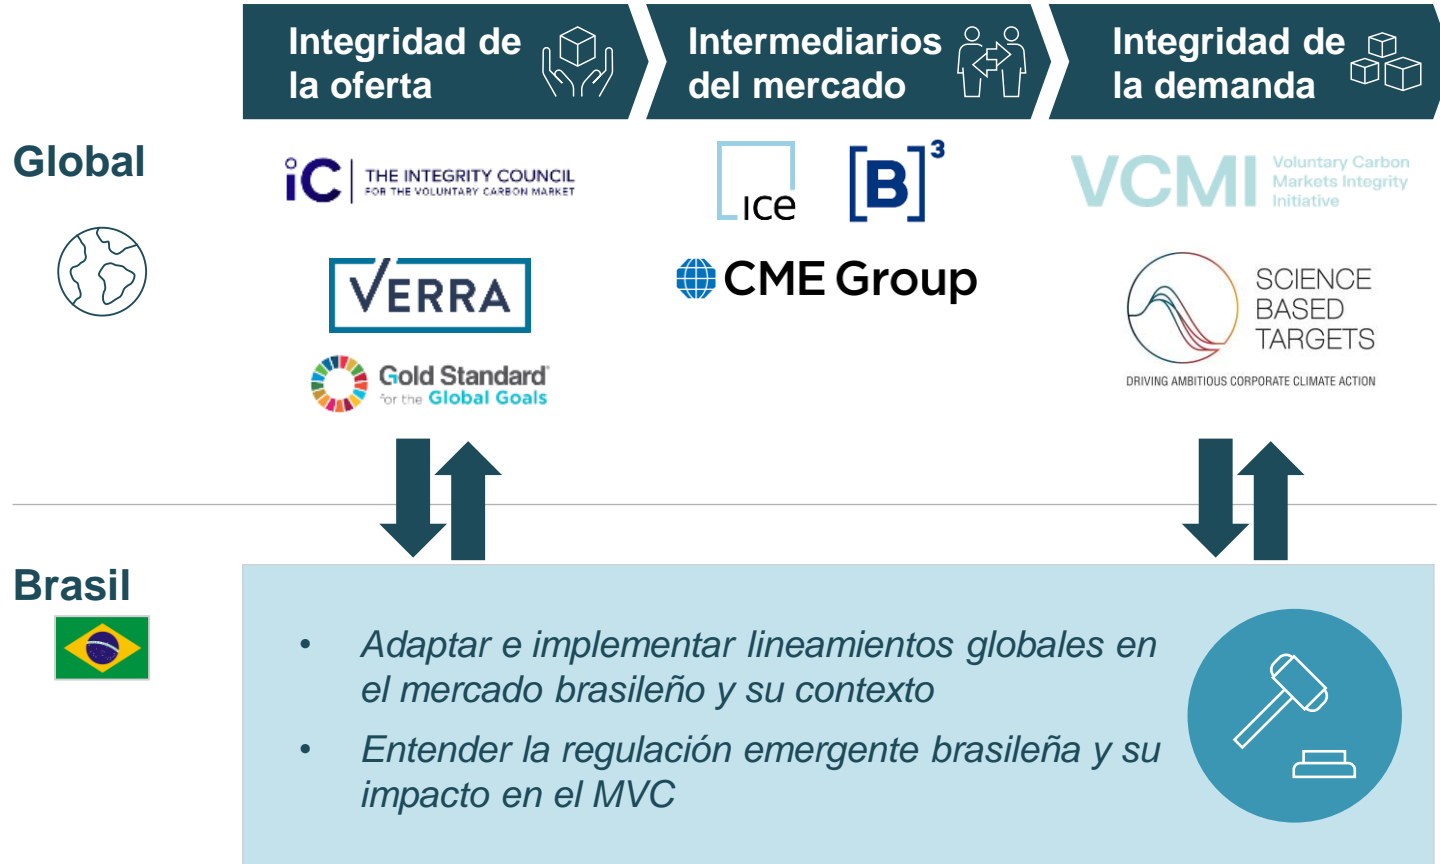 Integridad de
la oferta
Intermediarios
del mercado
Integridad de
la demanda
Global
iC
THE INTEGRITY COUNCIL
FOR THE VOLUNTARY CARBON MARKET
ice
[B]³
VCMI
Voluntary Carbon
Markets Integrity
Initiative
VERRA
CME Group
SCIENCE
BASED
TARGETS
DRIVING AMBITIOUS CORPORATE CLIMATE ACTION
Gold Standard
for the Global Goals
Brasil
• Adaptar e implementar lineamientos globales en
el mercado brasileño y su contexto
• Entender la regulación emergente brasileña y su
impacto en el MVC